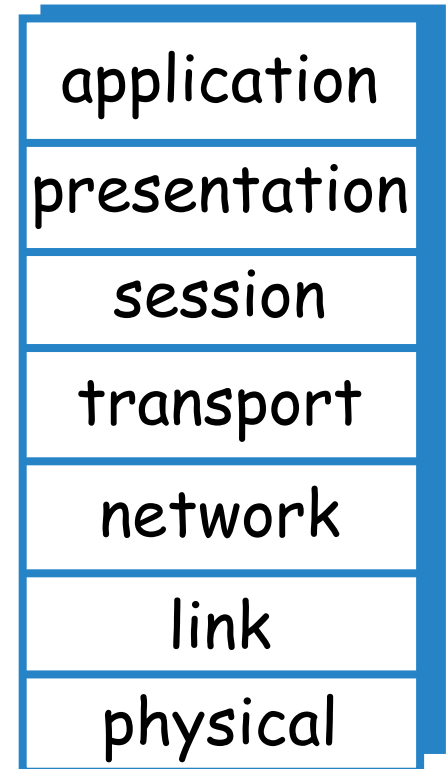 application
presentation
session
transport
network
link
physical